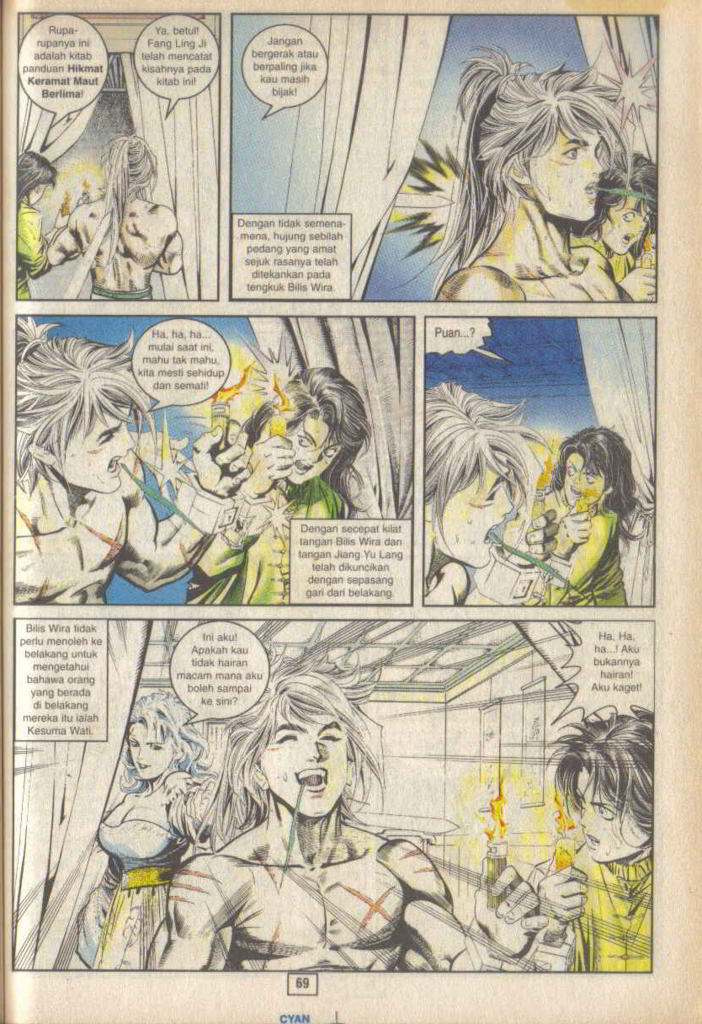 Rupa-
rupanya ini
adalah kitab
panduan Hikmat
Keramat Maut
Berlima!
Ya, betul!
Fang Ling Ji
telah mencatat
kisahnya pada
kitab ini!
Jangan
bergerak atau
berpaling jika
kau masih
bijak!
Dengan tidak semena-
mena, hujung sebilah
pedang yang amat
sejuk rasanya telah
ditekankan pada
tengkuk Bilis Wira.
Ha, ha, ha...
mulai saat ini,
mahu tak mahu,
kita mesti sehidup
dan semati!
Dengan secepat kilat
tangan Bilis Wira dan
tangan Jiang Yu Lang
telah dikuncikan
dengan sepasang
gari dari belakang.
Puan...?
Bilis Wira tidak
perlu menoleh ke
belakang untuk
mengetahui
bahawa orang
yang berada
di belakang
mereka itu ialah
Kesuma Wati.
Ini aku!
Apakah kau
tidak hairan
macam mana aku
boleh sampai
ke sini?
Ha, Ha,
ha...! Aku
bukannya
hairan!
Aku kaget!
69
CYAN